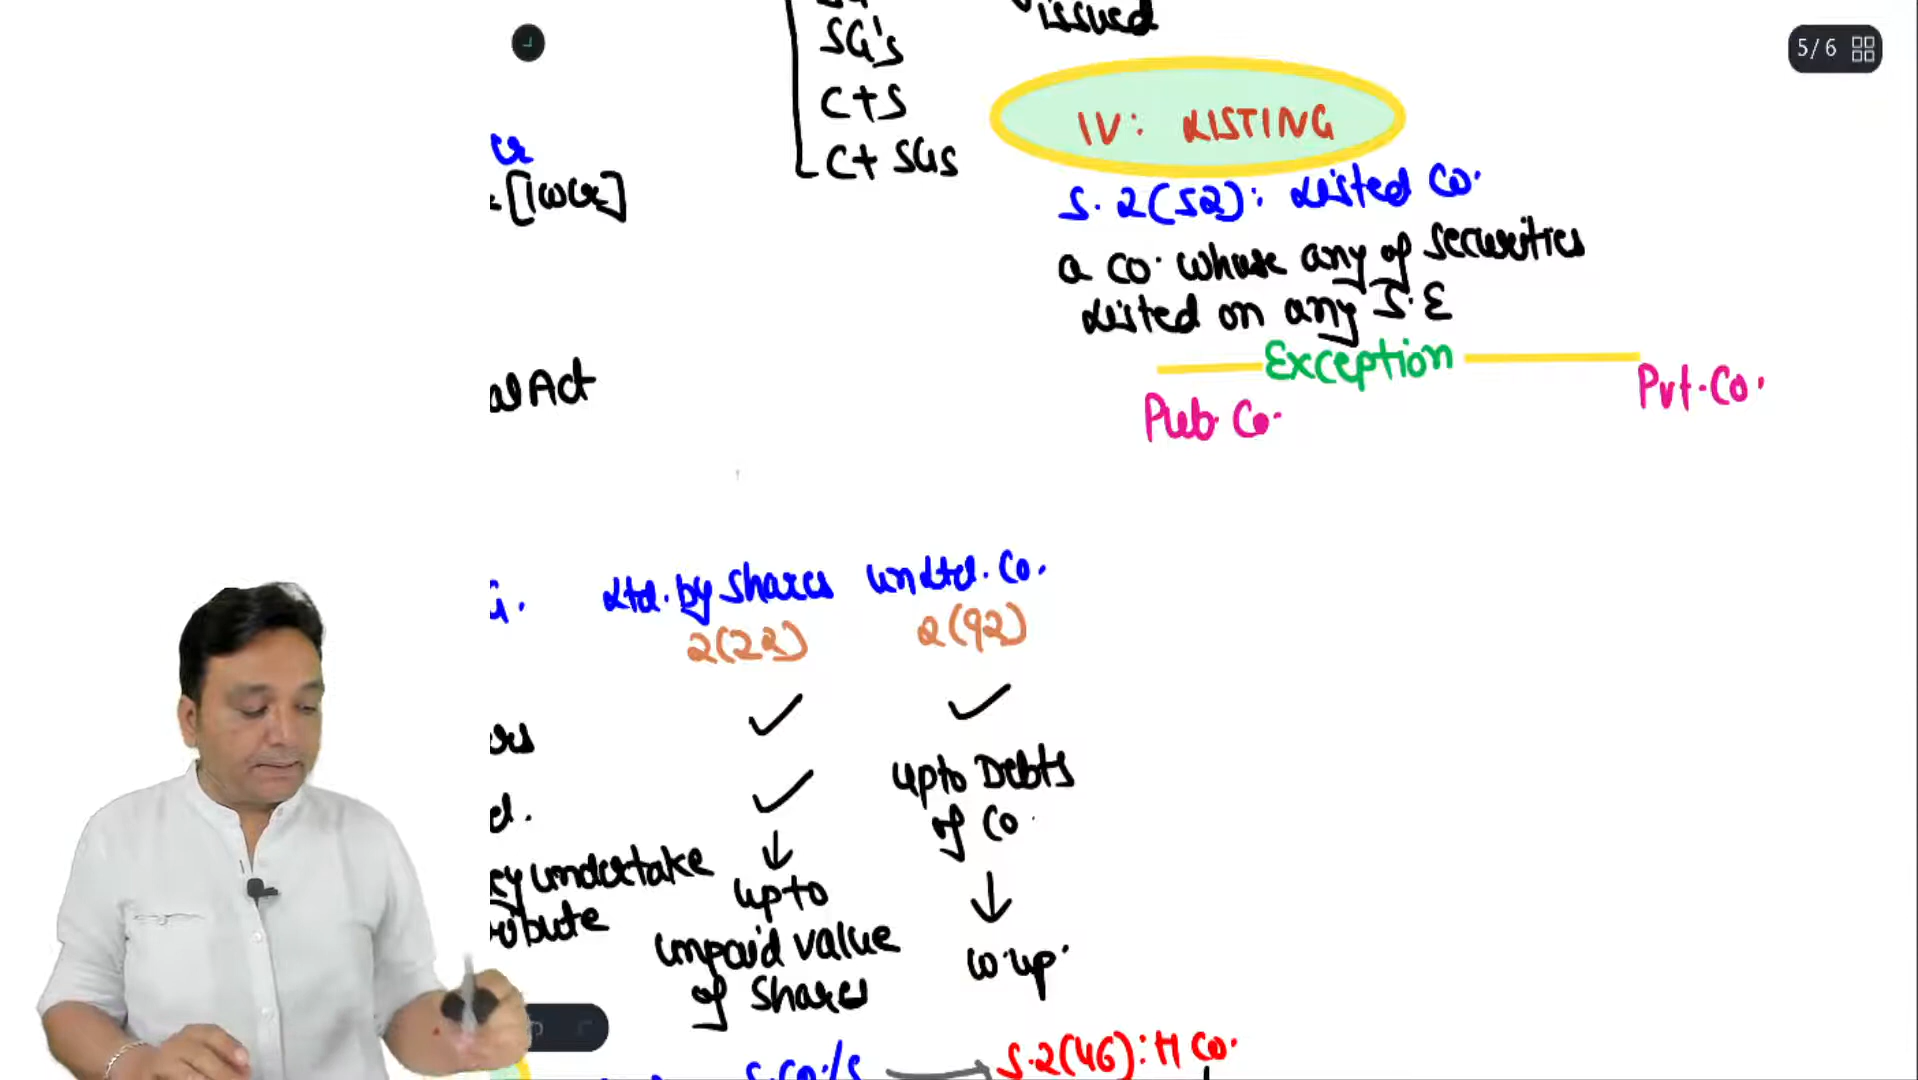 issued
SG's
5/6
C+S
IV: LISTING
C+ SGS
S. 2(52): Listed Co.
a Co. whose any of Securities
Listed on any S.E
Exception
Pub. Co.
Pvt. Co.
Act
Ltd. by Shares
unLtd. Co.
2(22)
2(92)
upto Debts
of Co.
undertake
upto
unpaid value
of Shares
w.up.
S.2(46): H Co.